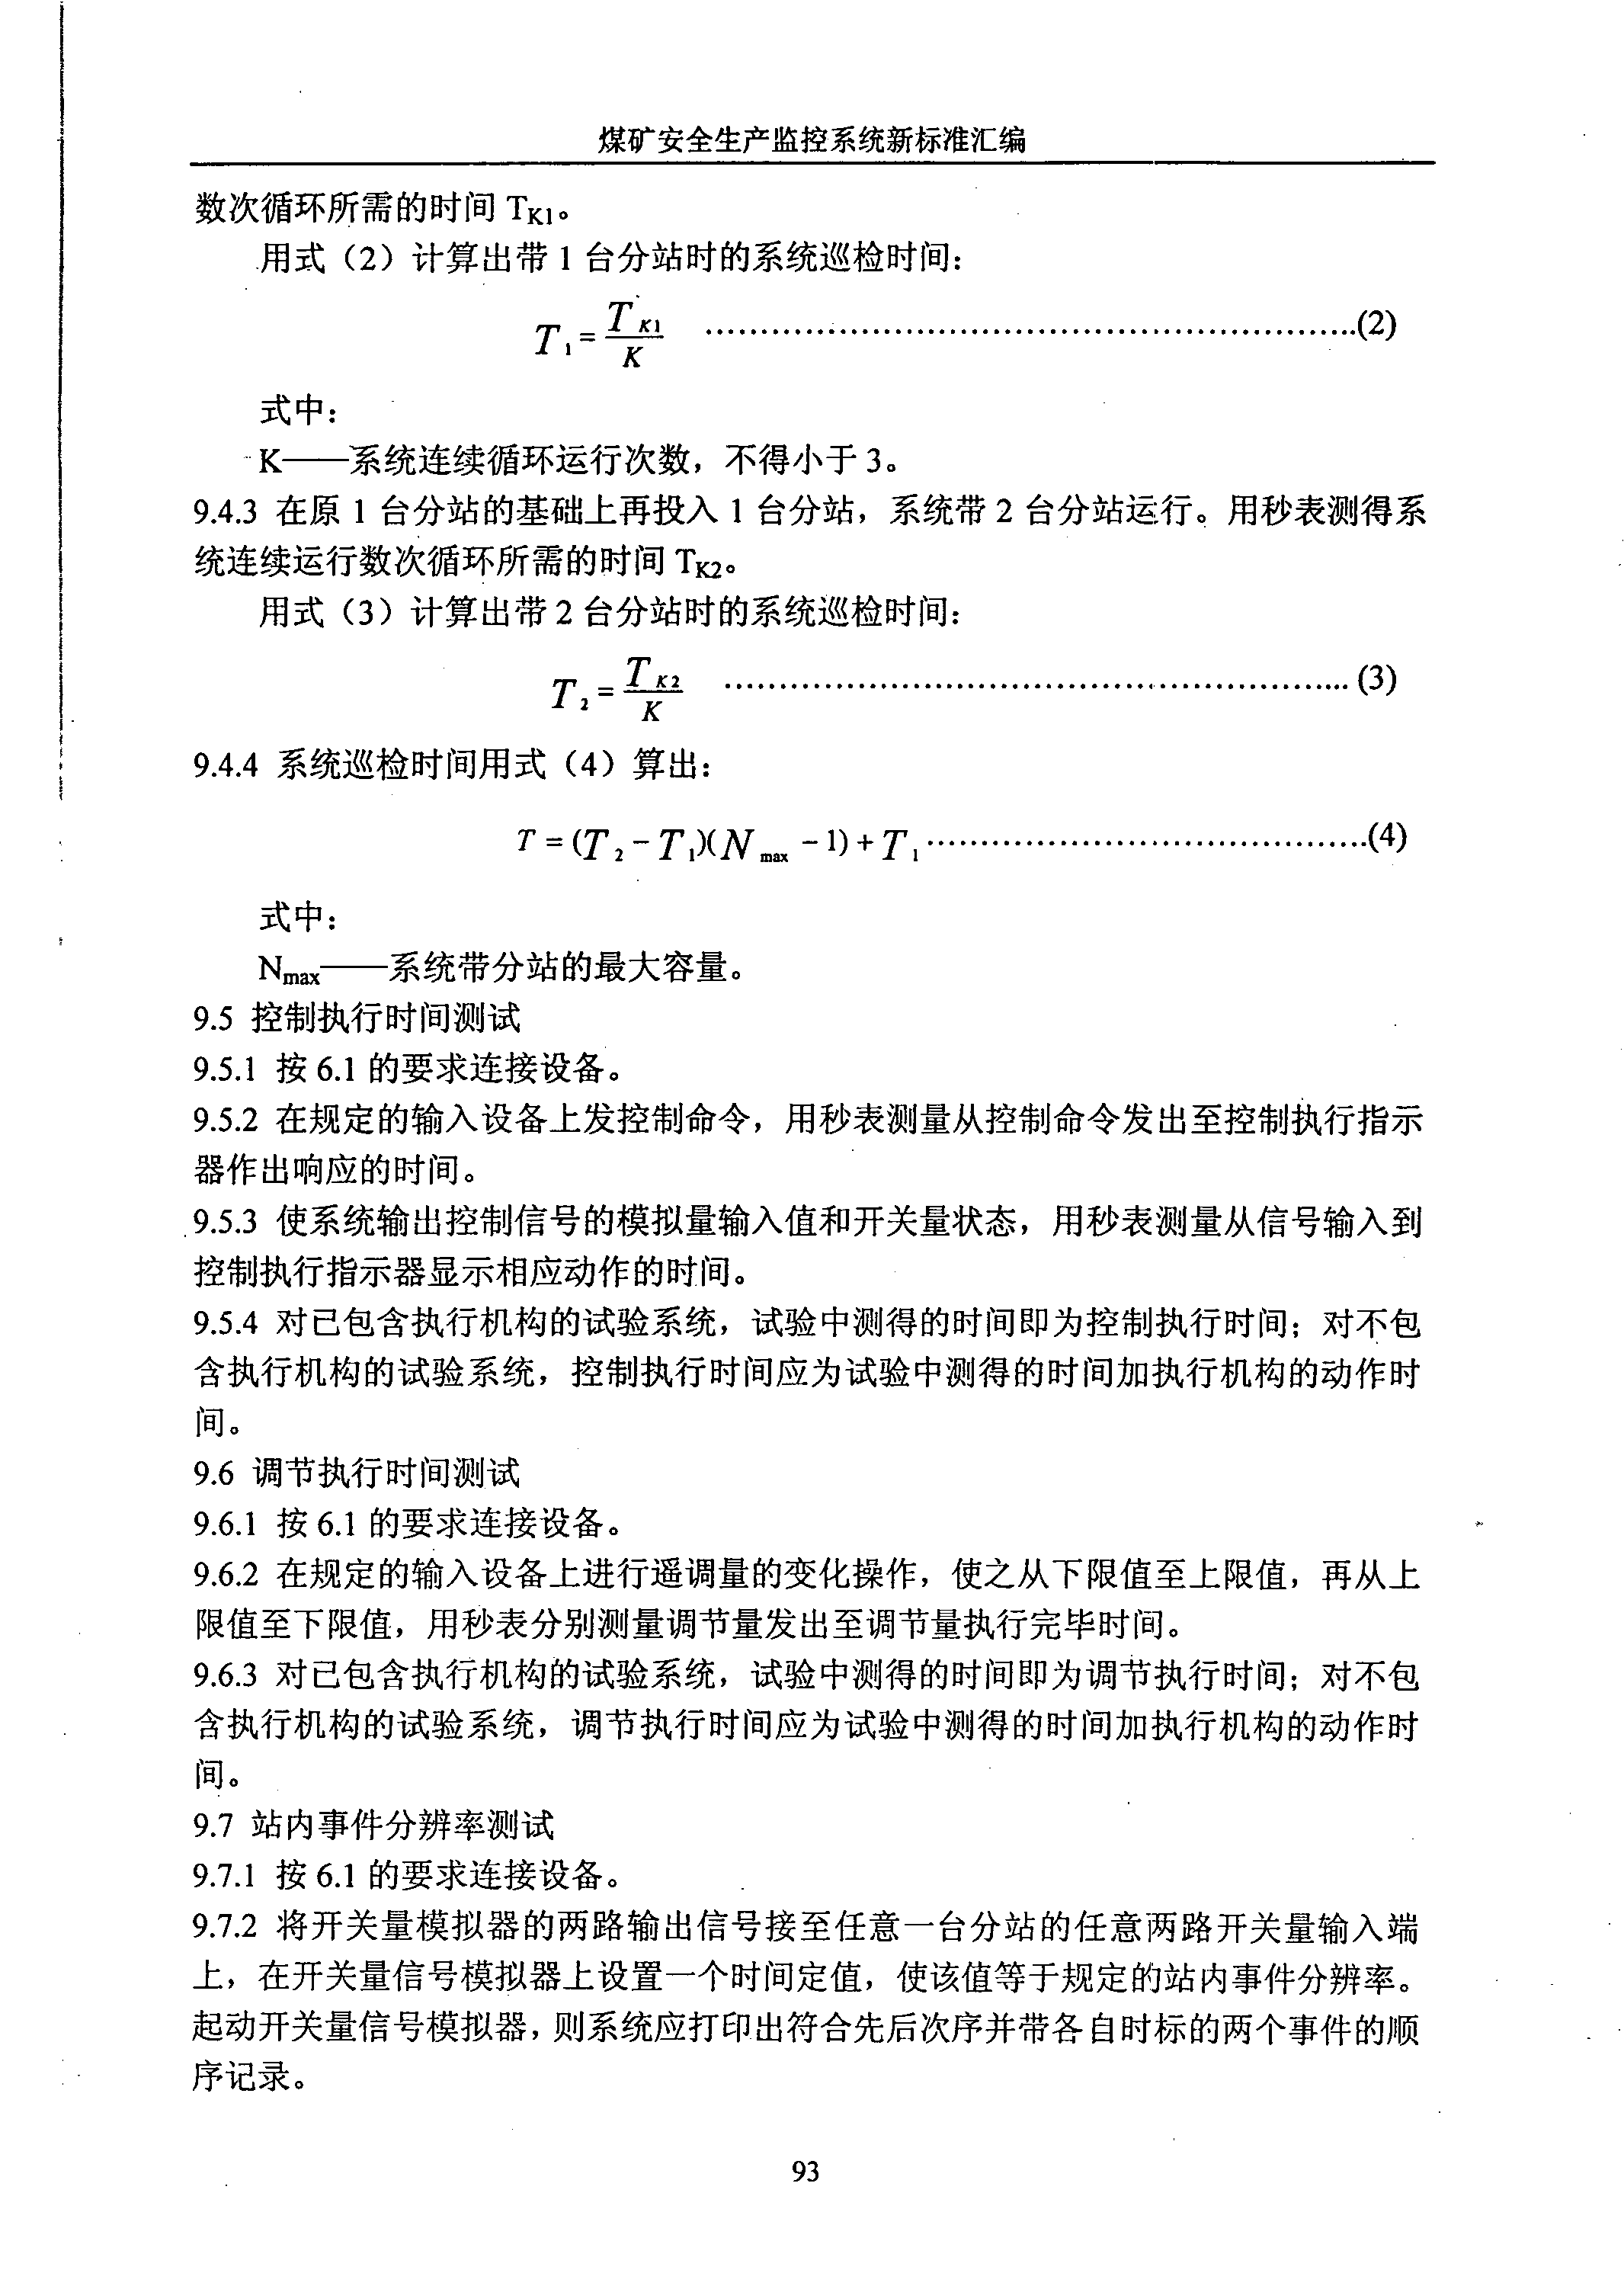 煤矿安全生产监控系统新标准汇编
数次循环所需的时间 TK1。
用式（2）计算出带 1 台分站时的系统巡检时间：
T1=TK1/K ……………………………(2)
式中：
K——系统连续循环运行次数，不得小于 3。
9.4.3 在原 1 台分站的基础上再投入 1 台分站，系统带 2 台分站运行。用秒表测得系
统连续运行数次循环所需的时间 TK2。
用式（3）计算出带 2 台分站时的系统巡检时间：
T2=TK2/K ……………………………(3)
9.4.4 系统巡检时间用式（4）算出：
T=(T2-T1)(Nmax-1)+T1……………………………(4)
式中：
Nmax——系统带分站的最大容量。
9.5 控制执行时间测试
9.5.1 按 6.1 的要求连接设备。
9.5.2 在规定的输入设备上发控制命令，用秒表测量从控制命令发出至控制执行指示
器作出响应的时间。
9.5.3 使系统输出控制信号的模拟量输入值和开关量状态，用秒表测量从信号输入到
控制执行指示器显示相应动作的时间。
9.5.4 对已包含执行机构的试验系统，试验中测得的时间即为控制执行时间；对不包
含执行机构的试验系统，控制执行时间应为试验中测得的时间加执行机构的动作时
间。
9.6 调节执行时间测试
9.6.1 按 6.1 的要求连接设备。
9.6.2 在规定的输入设备上进行遥调量的变化操作，使之从下限值至上限值，再从上
限值至下限值，用秒表分别测量调节量发出至调节量执行完毕时间。
9.6.3 对已包含执行机构的试验系统，试验中测得的时间即为调节执行时间；对不包
含执行机构的试验系统，调节执行时间应为试验中测得的时间加执行机构的动作时
间。
9.7 站内事件分辨率测试
9.7.1 按 6.1 的要求连接设备。
9.7.2 将开关量模拟器的两路输出信号接至任意一台分站的任意两路开关量输入端
上，在开关量信号模拟器上设置一个时间定值，使该值等于规定的站内事件分辨率。
起动开关量信号模拟器，则系统应打印出符合先后次序并带各自时标的两个事件的顺
序记录。
93